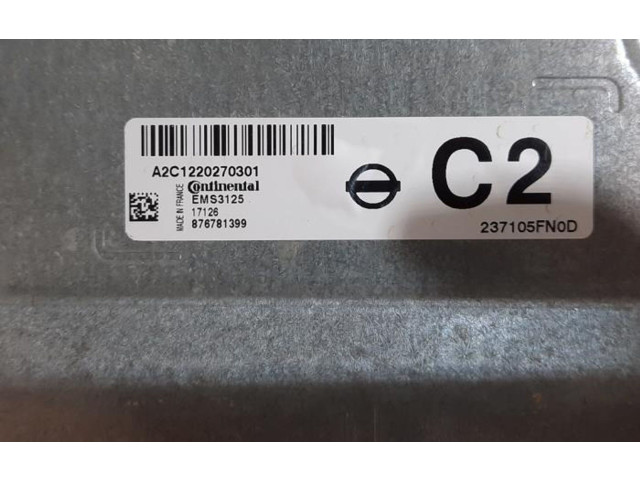 A2C1220270301
MADE IN FRANCE
Continental
EMS3125
17126
876781399
C2
237105FN0D